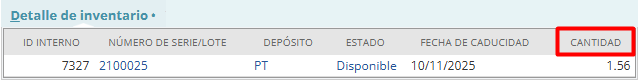 Detalle de inventario •
ID INTERNO NÚMERO DE SERIE/LOTE DEPÓSITO ESTADO FECHA DE CADUCIDAD CANTIDAD
7327 2100025 PT Disponible 10/11/2025 1.56